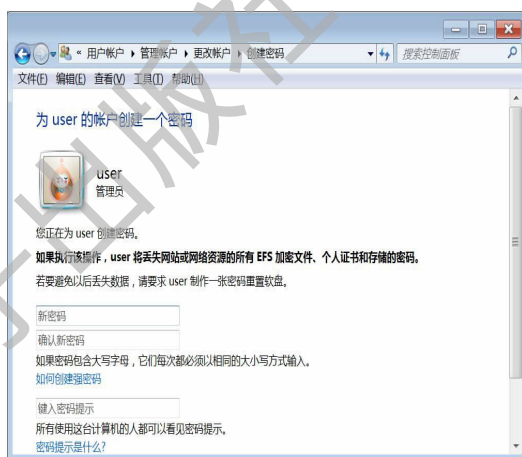 « 用户帐户 ▸ 管理帐户 ▸ 更改帐户 ▸ 创建密码 搜索控制面板
文件(F) 编辑(E) 查看(V) 工具(T) 帮助(H)
为 user 的帐户创建一个密码
user
管理员
您正在为 user 创建密码。
如果执行该操作，user 将丢失网站或网络资源的所有 EFS 加密文件、个人证书和存储的密码。
若要避免以后丢失数据，请要求 user 制作一张密码重置软盘。
新密码
确认新密码
如果密码包含大写字母，它们每次都必须以相同的大小写方式输入。
如何创建强密码
键入密码提示
所有使用这台计算机的人都可以看见密码提示。
密码提示是什么?
出版社